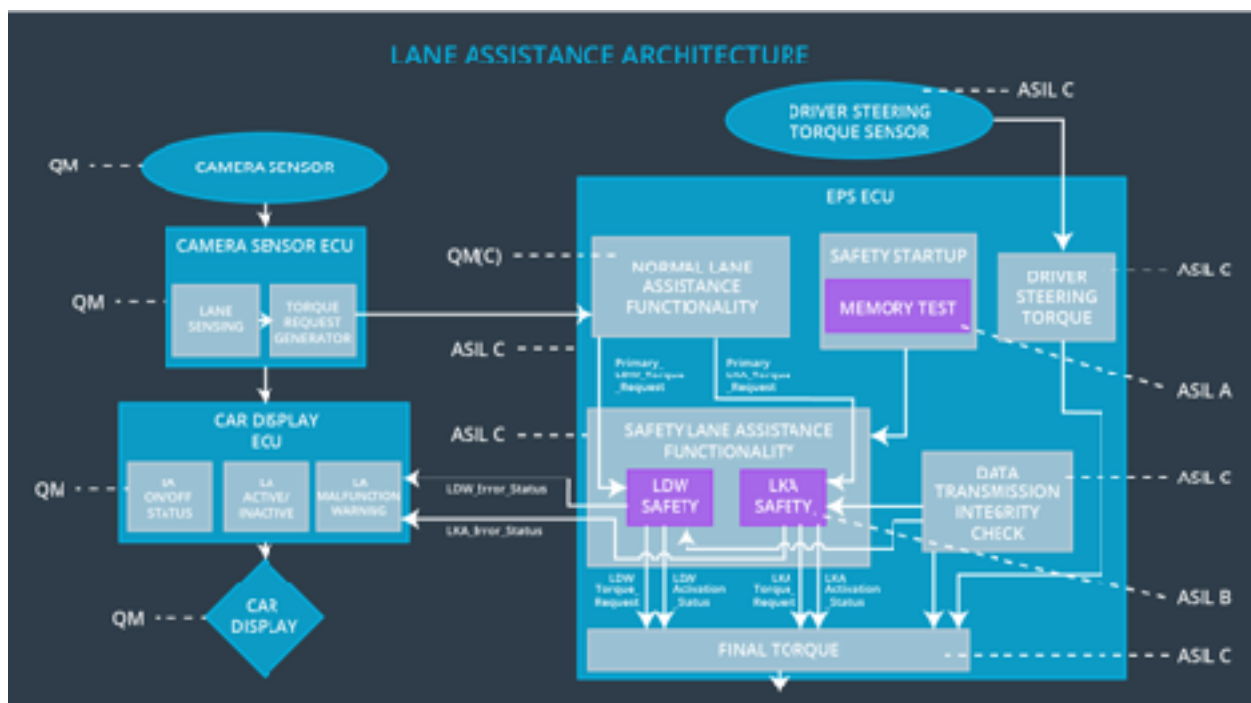 LANE ASSISTANCE ARCHITECTURE
ASIL C
DRIVER STEERING
TORQUE SENSOR
QM
CAMERA SENSOR
EPS ECU
CAMERA SENSOR ECU
QM(C)
NORMAL LANE
ASSISTANCE
FUNCTIONALITY
SAFETY STARTUP
MEMORY TEST
DRIVER
STEERING
TORQUE
ASIL C
QM
LANE
SENSING
TORQUE
REQUEST
GENERATOR
ASIL C
Primary_
LDW_Torque
_Request
Primary_
LKA_Torque
_Request
ASIL A
CAR DISPLAY
ECU
ASIL C
SAFETY LANE ASSISTANCE
FUNCTIONALITY
QM
LA
ON/OFF
STATUS
LA
ACTIVE/
INACTIVE
LA
MALFUNCTION
WARNING
LDW_Error_Status
LKA_Error_Status
LDW
SAFETY
LKA
SAFETY
DATA
TRANSMISSION
INTEGRITY
CHECK
ASIL C
LDW
Torque_
Request
LDW
Activation
_Status
LKA
Torque_
Request
LKA
Activation
_Status
ASIL B
QM
CAR
DISPLAY
FINAL TORQUE
ASIL C